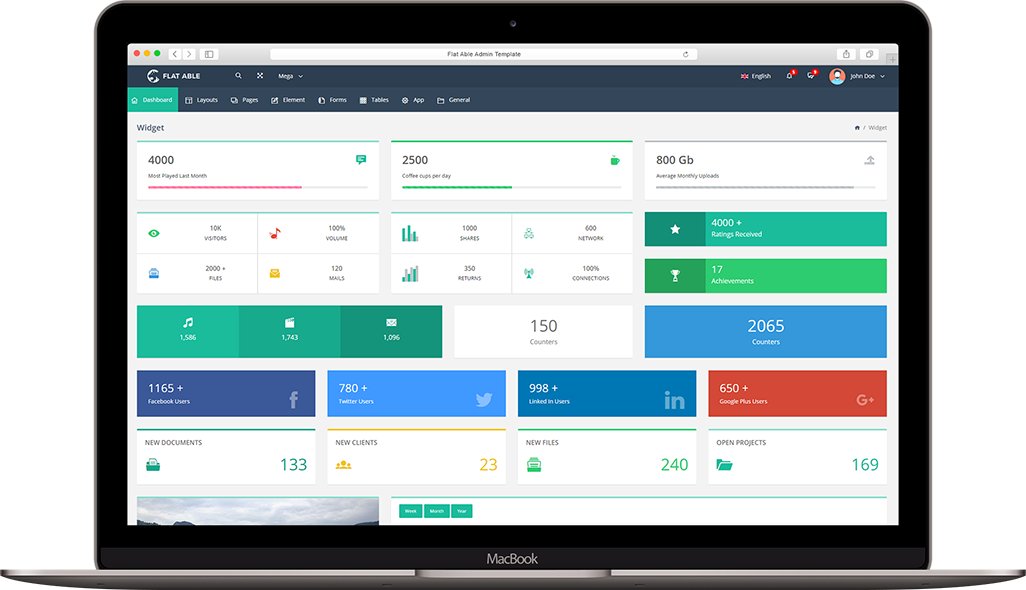 Flat Able Admin Template
FLAT ABLE
Mega
English
5
9
John Doe
Dashboard
Layouts
Pages
Element
Forms
Tables
App
General
Widget
/ Widget
4000
Most Played Last Month
2500
Coffee cups per day
800 Gb
Average Monthly Uploads
10K
VISITORS
100%
VOLUME
1000
SHARES
600
NETWORK
4000 +
Ratings Received
2000 +
FILES
120
MAILS
350
RETURNS
100%
CONNECTIONS
17
Achievements
1,586
1,743
1,096
150
Counters
2065
Counters
1165 +
Facebook Users
780 +
Twitter Users
998 +
Linked In Users
650 +
Google Plus Users
NEW DOCUMENTS
133
NEW CLIENTS
23
NEW FILES
240
OPEN PROJECTS
169
Week
Month
Year
MacBook